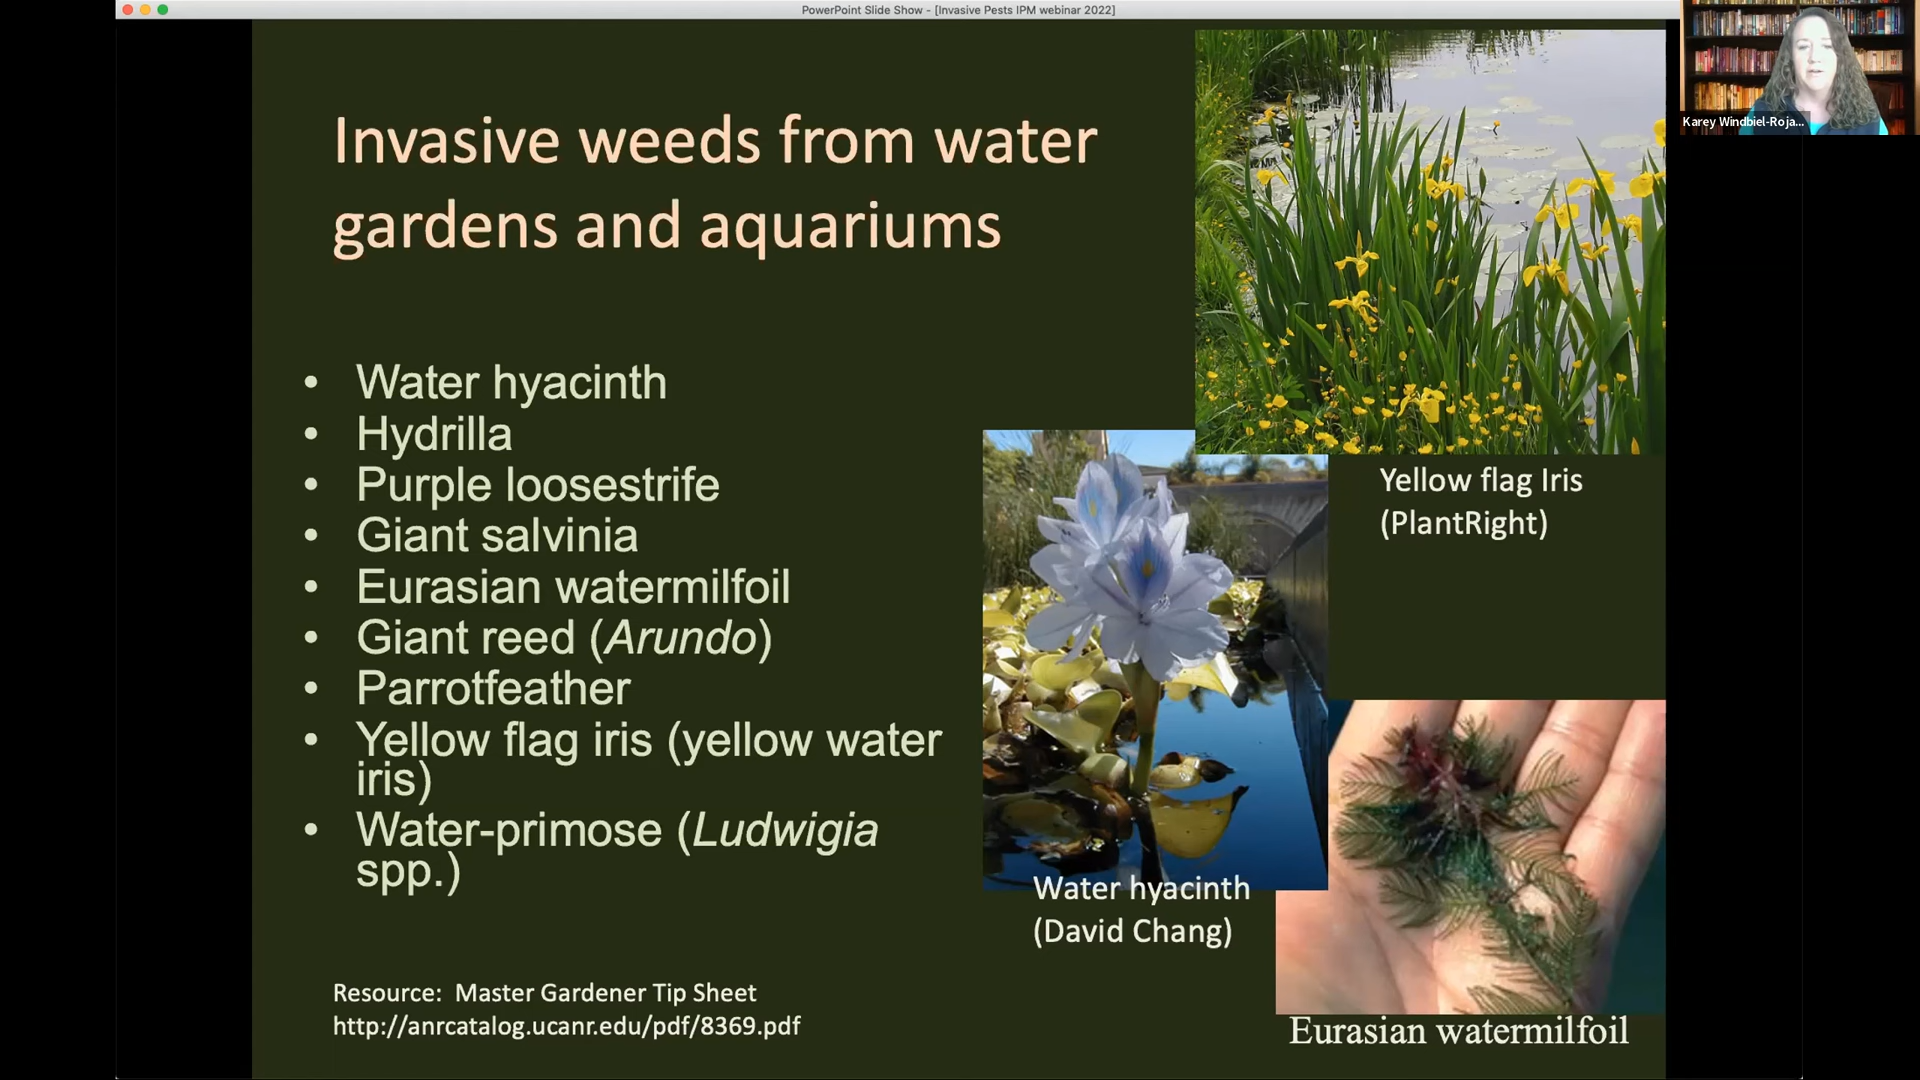 PowerPoint Slide Show - [Invasive Pests IPM webinar 2022]
Karey Windbiel-Roja...
Invasive weeds from water
gardens and aquariums
• Water hyacinth
• Hydrilla
• Purple loosestrife
• Giant salvinia
• Eurasian watermilfoil
• Giant reed (Arundo)
• Parrotfeather
• Yellow flag iris (yellow water
iris)
• Water-primose (Ludwigia
spp.)
Yellow flag Iris
(PlantRight)
Water hyacinth
(David Chang)
Eurasian watermilfoil
Resource:  Master Gardener Tip Sheet
http://anrcatalog.ucanr.edu/pdf/8369.pdf